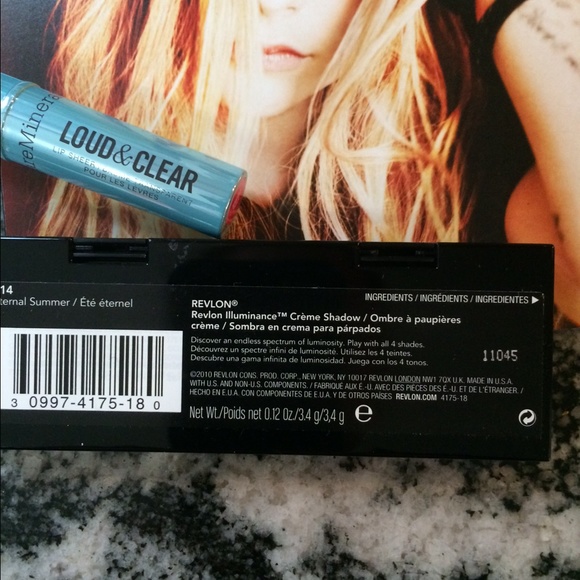 reMinera
LOUD & CLEAR
LIP SHEER
POUR LES LÈVRES
14
ternal Summer / Été éternel
3 0997-4175-18 0
REVLON®
Revlon Illuminance™ Crème Shadow / Ombre à paupières
crème / Sombra en crema para párpados
Discover an endless spectrum of luminosity. Play with all 4 shades.
Découvrez un spectre infini de luminosité. Utilisez les 4 teintes.
Descubre una gama infinita de luminosidad. Juega con los 4 tonos.
©2010 REVLON CONS. PROD. CORP., NEW YORK, NY 10017 REVLON LONDON NW1 7QX U.K. MADE IN U.S.A.
WITH U.S. AND NON-U.S. COMPONENTS. / FABRIQUÉ AUX É.-U. AVEC DES PIÈCES DES É.-U. ET DE L'ÉTRANGER. /
HECHO EN E.U.A. CON COMPONENTES DE E.U.A. Y DE OTROS PAÍSES REVLON.COM 4175-18
Net Wt./Poids net 0.12 Oz./3.4 g/3,4 g ℮
INGREDIENTS / INGRÉDIENTS / INGREDIENTES ▶
11045